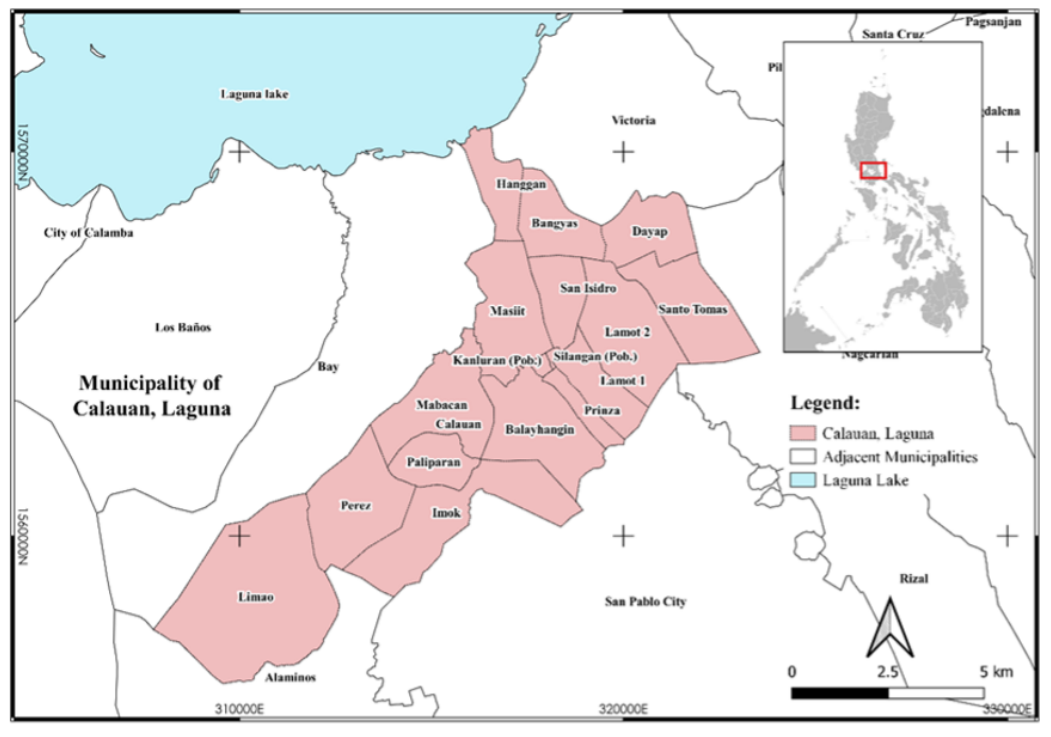 Pagsanjan
Santa Cruz
Laguna lake
Victoria
1570000N
Hanggan
Bangyas
Dayap
City of Calamba
San Isidro
Masiit
Santo Tomas
Los Baños
Lamot 2
Kanluran (Pob.)
Silangan (Pob.)
Bay
Lamot 1
Municipality of
Calauan, Laguna
Mabacan
Calauan
Prinza
Balayhangin
Legend:
Calauan, Laguna
Adjacent Municipalities
Laguna Lake
Paliparan
Perez
Imok
1560000N
Limao
San Pablo City
Rizal
Alaminos
0
2.5
5 km
310000E
320000E
330000E